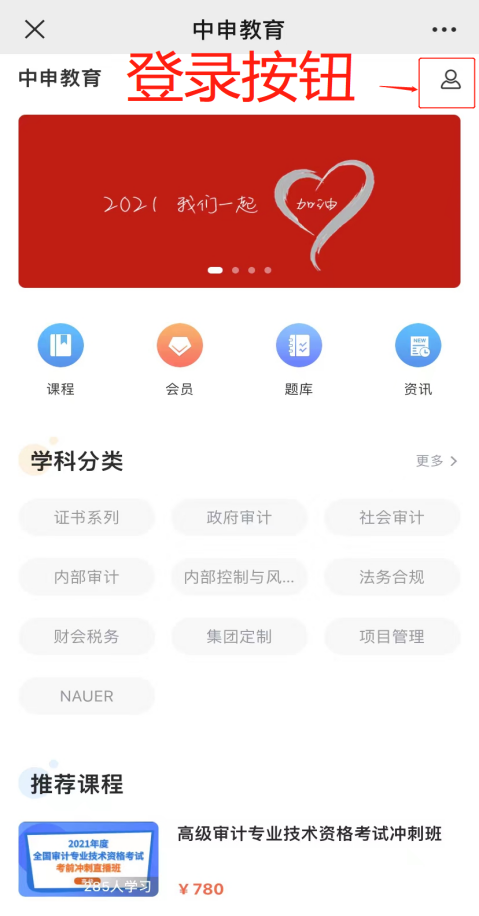 中申教育
中申教育
登录按钮
2021 我们一起 加油
课程
会员
NEW
题库
资讯
学科分类
更多
证书系列
政府审计
社会审计
内部审计
内部控制与风...
法务合规
财会税务
集团定制
项目管理
NAUER
推荐课程
2021年度
全国审计专业技术资格考试
考前冲刺直播班
285人学习
高级审计专业技术资格考试冲刺班
￥780